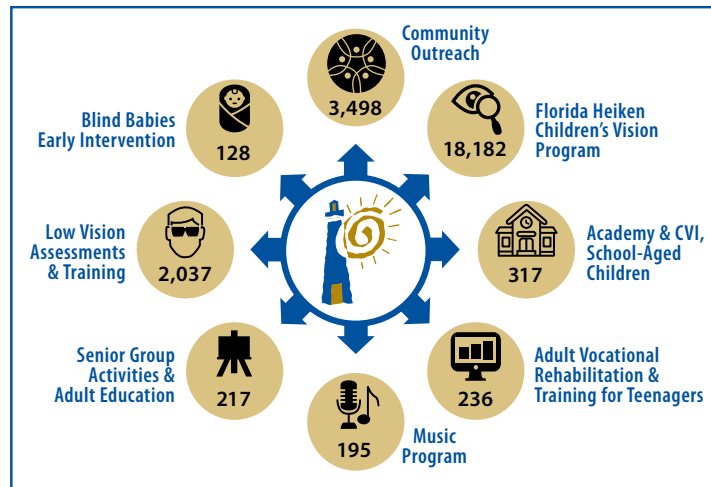 Community
Outreach
3,498
Florida Heiken
Children's Vision
Program
18,182
Academy & CVI,
School-Aged
Children
317
Adult Vocational
Rehabilitation &
Training for Teenagers
236
Music
Program
195
Senior Group
Activities &
Adult Education
217
Low Vision
Assessments
& Training
2,037
Blind Babies
Early Intervention
128